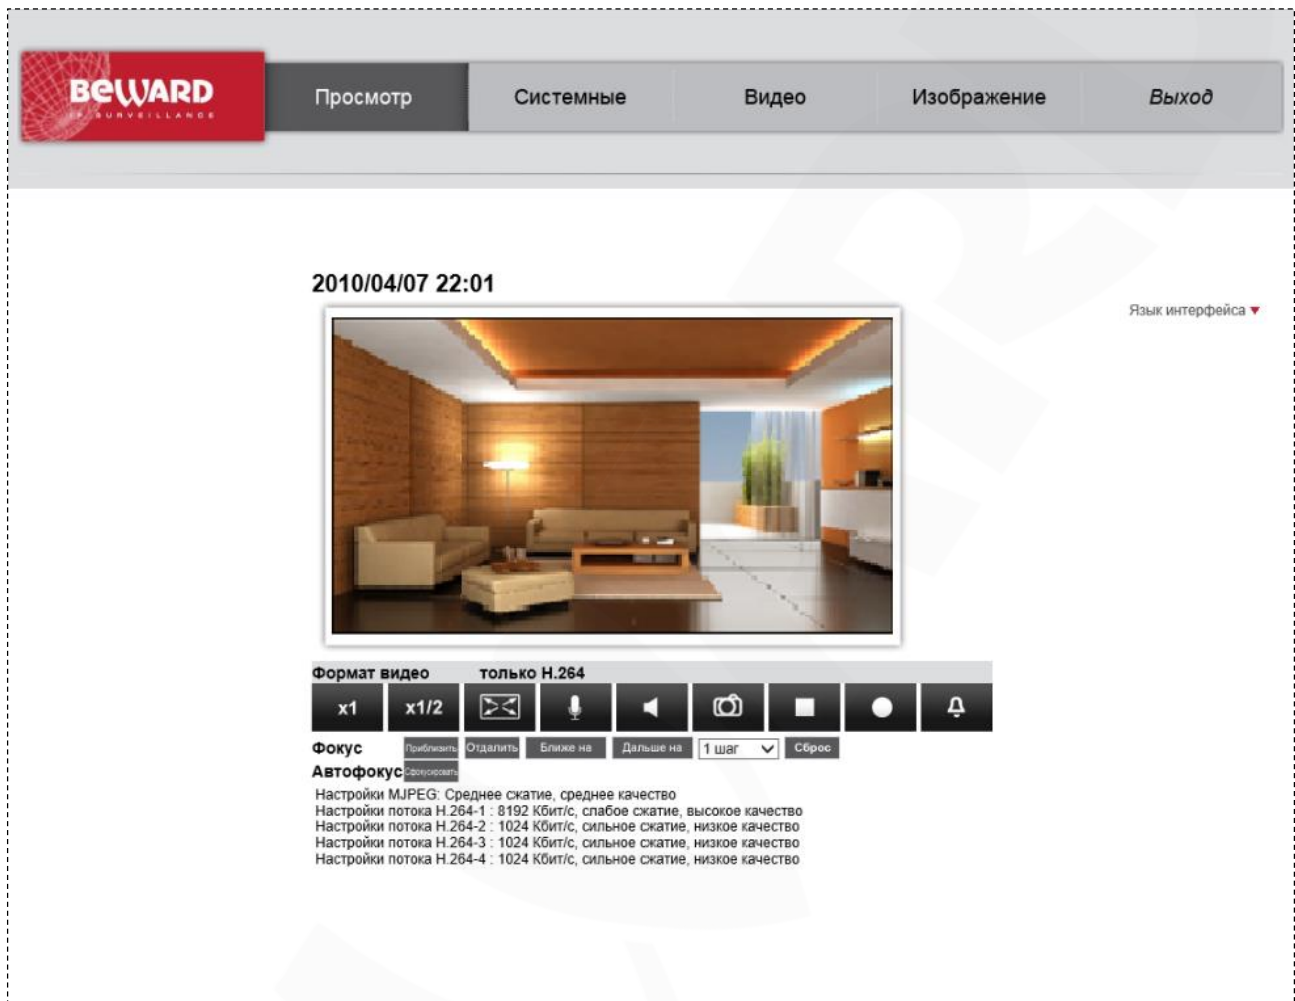 BEWARD
IP SURVEILLANCE
Просмотр Системные Видео Изображение Выход
2010/04/07 22:01
Язык интерфейса
Формат видео только H.264
x1 x1/2
Фокус Приблизить Отдалить Ближе на Дальше на 1 шаг Сброс
Автофокус Сфокусировать
Настройки MJPEG: Среднее сжатие, среднее качество
Настройки потока H.264-1 : 8192 Кбит/с, слабое сжатие, высокое качество
Настройки потока H.264-2 : 1024 Кбит/с, сильное сжатие, низкое качество
Настройки потока H.264-3 : 1024 Кбит/с, сильное сжатие, низкое качество
Настройки потока H.264-4 : 1024 Кбит/с, сильное сжатие, низкое качество